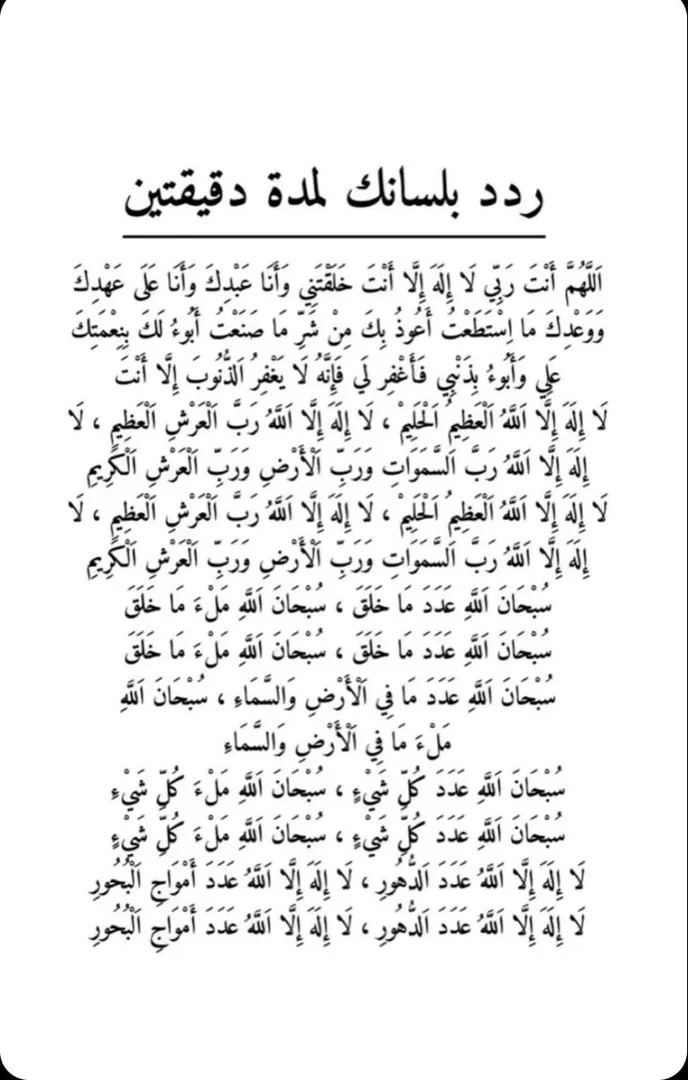 ردد بلسانك لمدة دقيقتين
اَللَّهُمَّ أَنْتَ رَبِّي لَا إِلَهَ إِلَّا أَنْتَ خَلَقْتَنِي وَأَنَا عَبْدِكَ وَأَنَا عَلَى عَهْدِكَ
وَوَعْدِكَ مَا اِسْتَطَعْتُ أَعُوذُ بِكَ مِنْ شَرِّ مَا صَنَعْتُ أَبُوءُ لَكَ بِنِعْمَتِكَ
عَلِي وَأَبُوءُ بِذَنْبِي فَأَغْفِر لَي فَإِنَّهُ لَا يَغْفِرُ اَلذُّنُوبَ إِلَّا أَنْتَ
لَا إِلَهَ إِلَّا اَللَّهُ اَلْعَظِيمُ اَلْحَلِيمْ ، لَا إِلَهَ إِلَّا اَللَّهُ رَبَّ اَلْعَرْشِ اَلْعَظِيمِ ، لَا
إِلَهَ إِلَّا اَللَّهُ رَبَّ اَلسَّمَوَاتِ وَرَبِّ اَلْأَرْضِ وَرَبِّ اَلْعَرْشِ اَلْكَرِيمِ
لَا إِلَهَ إِلَّا اَللَّهُ اَلْعَظِيمُ اَلْحَلِيمْ ، لَا إِلَهَ إِلَّا اَللَّهُ رَبَّ اَلْعَرْشِ اَلْعَظِيمِ ، لَا
إِلَهَ إِلَّا اَللَّهُ رَبَّ اَلسَّمَوَاتِ وَرَبِّ اَلْأَرْضِ وَرَبِّ اَلْعَرْشِ اَلْكَرِيمِ
سُبْحَانَ اَللَّهِ عَدَدَ مَا خَلَقَ ، سُبْحَانَ اَللَّهِ مَلْءَ مَا خَلَقَ
سُبْحَانَ اَللَّهِ عَدَدَ مَا خَلَقَ ، سُبْحَانَ اَللَّهِ مَلْءَ مَا خَلَقَ
سُبْحَانَ اَللَّهِ عَدَدَ مَا فِي اَلْأَرْضِ وَالسَّمَاءِ ، سُبْحَانَ اَللَّهِ
مَلْءَ مَا فِي اَلْأَرْضِ وَالسَّمَاءِ
سُبْحَانَ اَللَّهِ عَدَدَ كُلِّ شَيْءٍ ، سُبْحَانَ اَللَّهِ مَلْءَ كُلِّ شَيْءٍ
سُبْحَانَ اَللَّهِ عَدَدَ كُلِّ شَيْءٍ ، سُبْحَانَ اَللَّهِ مَلْءَ كُلِّ شَيْءٍ
لَا إِلَهَ إِلَّا اَللَّهُ عَدَدَ اَلدُّهُورِ ، لَا إِلَهَ إِلَّا اَللَّهُ عَدَدَ أَمْوَاجِ اَلْبُحُورِ
لَا إِلَهَ إِلَّا اَللَّهُ عَدَدَ اَلدُّهُورِ ، لَا إِلَهَ إِلَّا اَللَّهُ عَدَدَ أَمْوَاجِ اَلْبُحُورِ